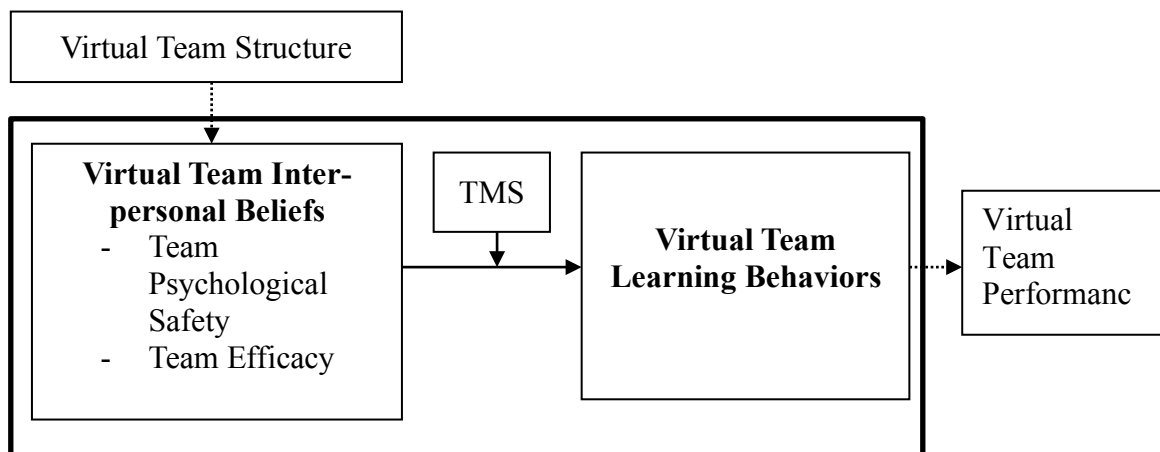 Virtual Team Structure
Virtual Team Inter-
personal Beliefs
- Team
Psychological
Safety
- Team Efficacy
TMS
Virtual Team
Learning Behaviors
Virtual
Team
Performanc